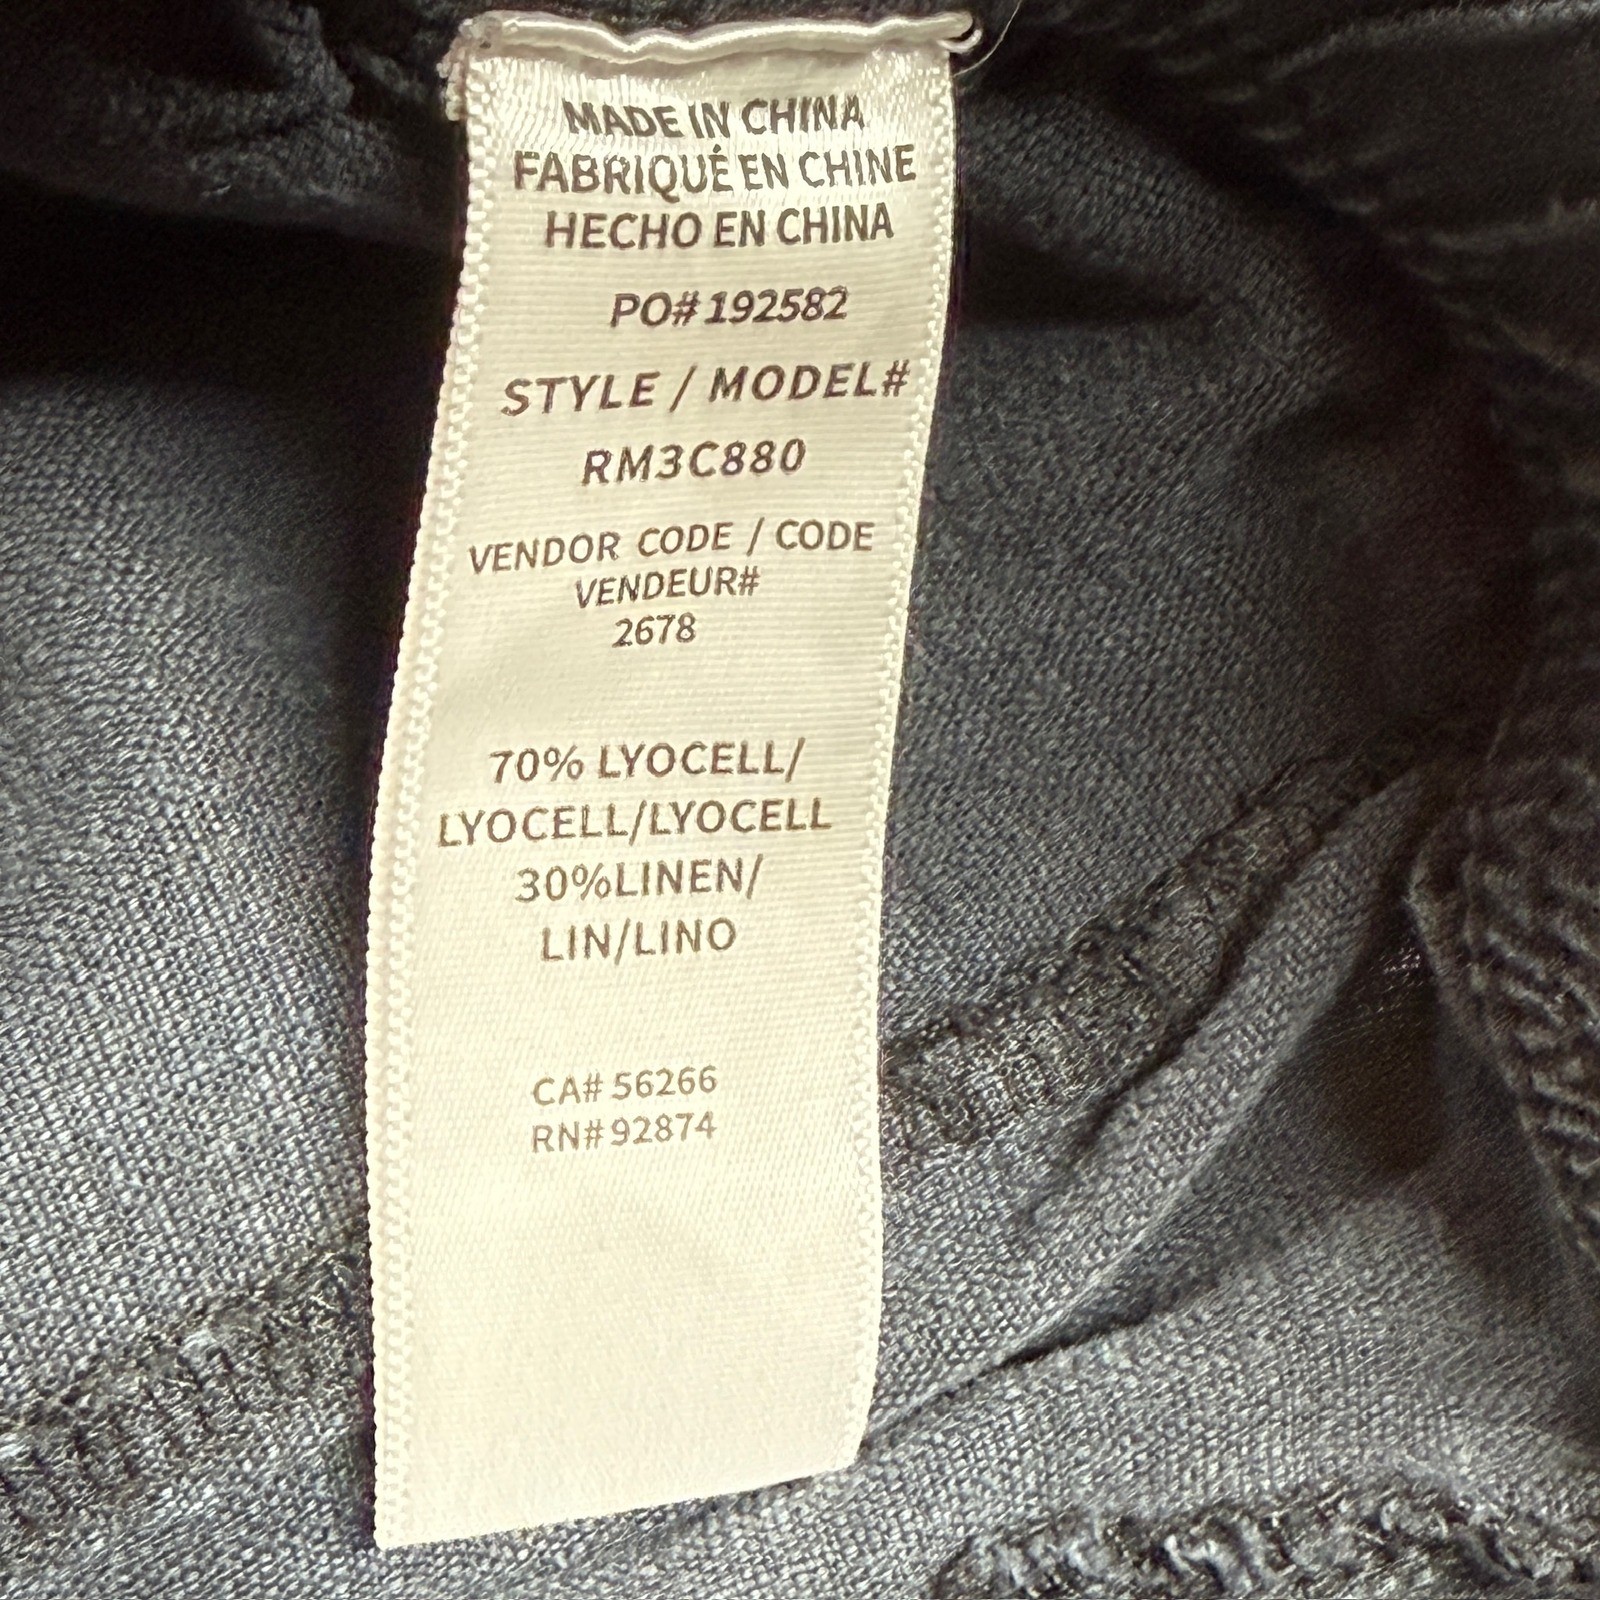 MADE IN CHINA
FABRIQUÉ EN CHINE
HECHO EN CHINA
PO# 192582
STYLE / MODEL#
RM3C880
VENDOR CODE / CODE
VENDEUR#
2678
70% LYOCELL/
LYOCELL/LYOCELL
30%LINEN/
LIN/LINO
CA# 56266
RN# 92874